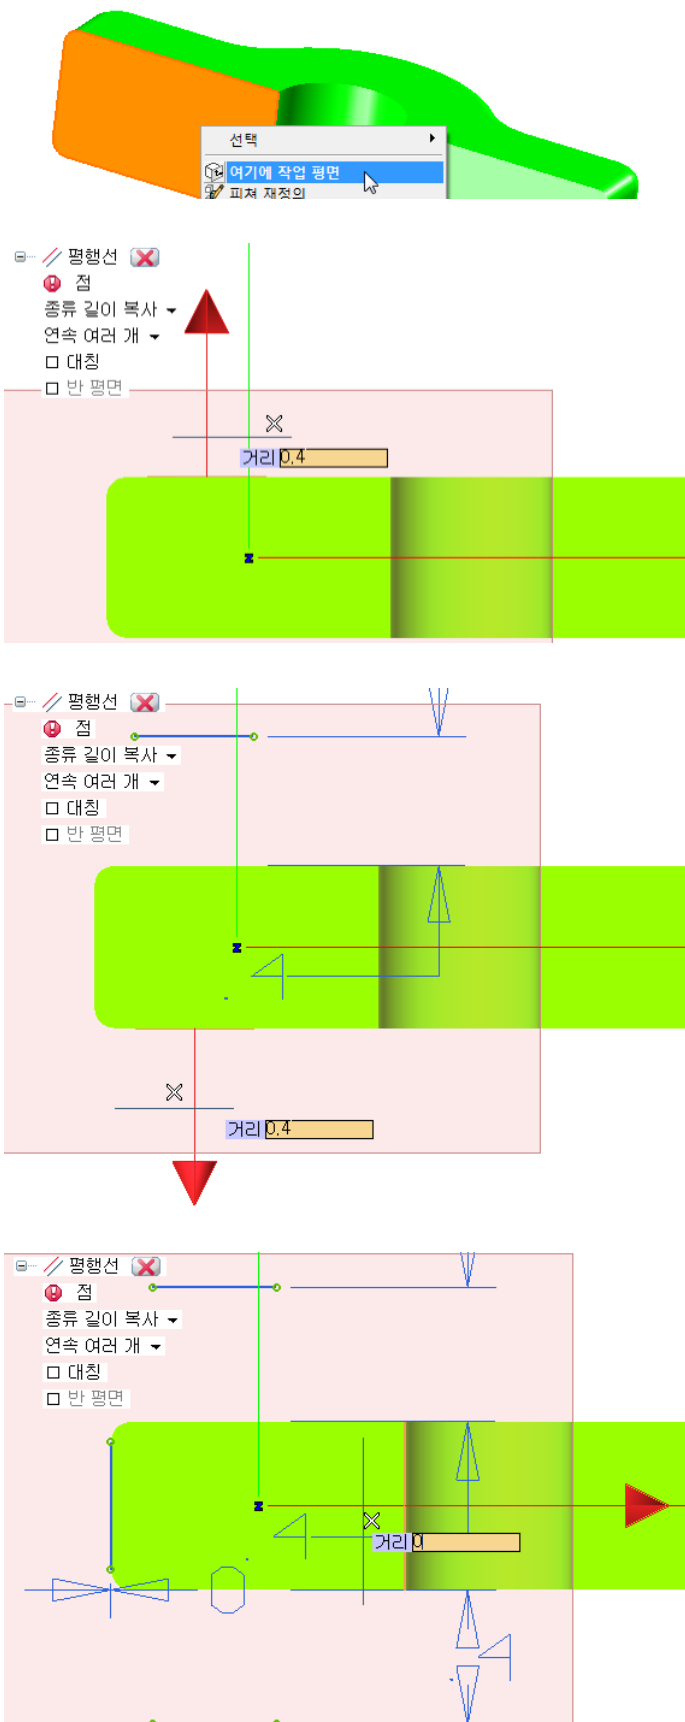 선택
여기에 작업 평면
피쳐 재정의
평행선
점
종류 길이 복사
연속 여러 개
대칭
반 평면
거리 0.4
z
평행선
점
종류 길이 복사
연속 여러 개
대칭
반 평면
z
.4
거리 0.4
평행선
점
종류 길이 복사
연속 여러 개
대칭
반 평면
z
.4
거리 0
0
.4